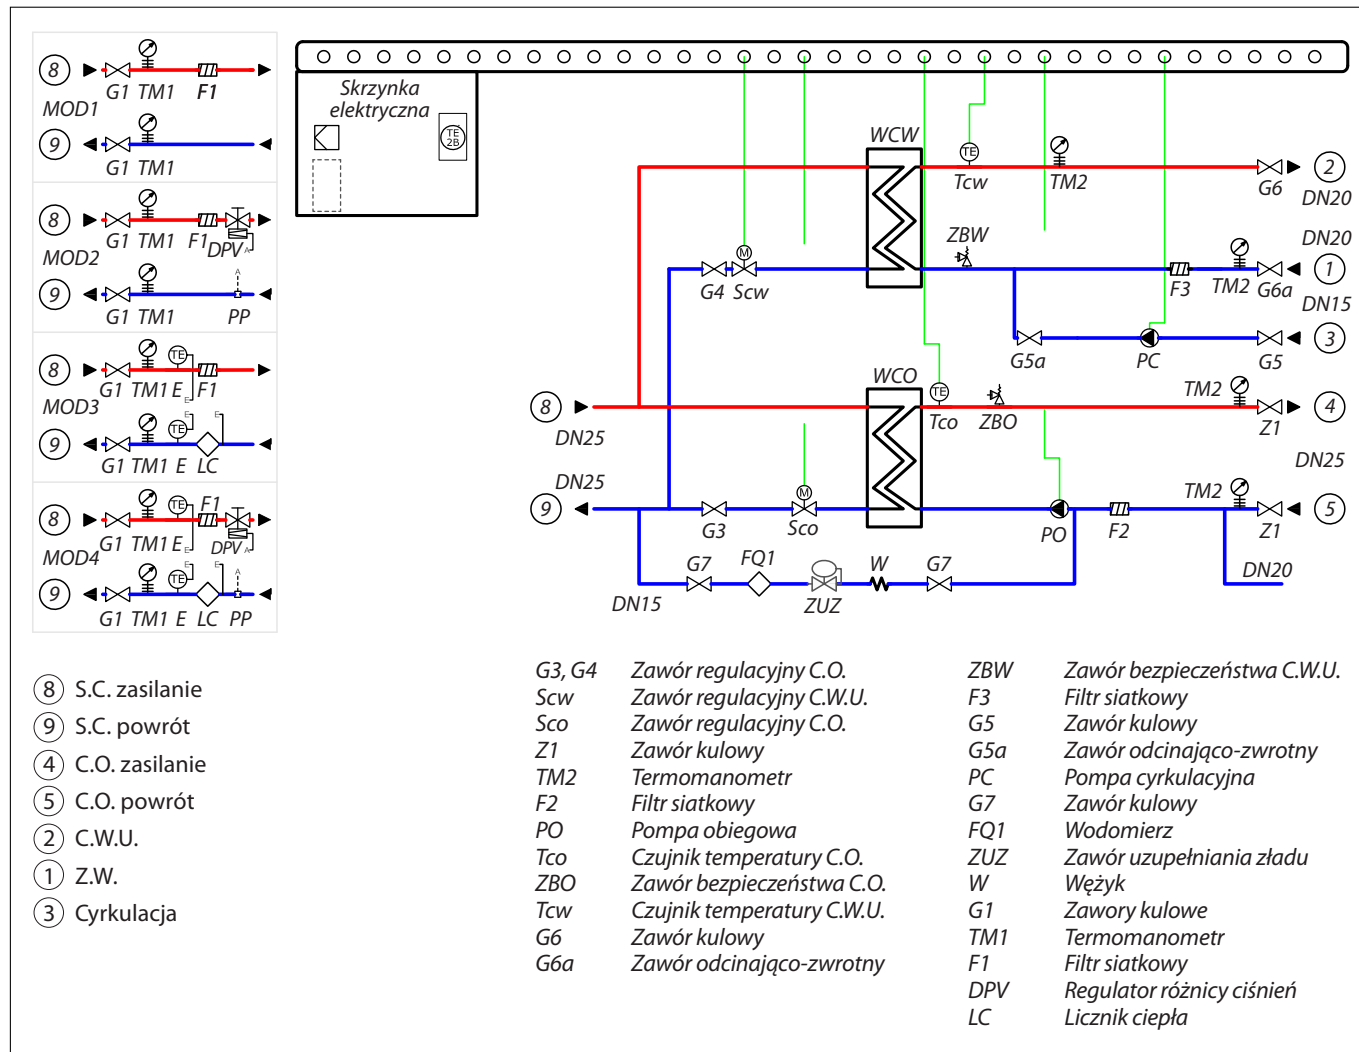 Skrzynka
elektryczna
TE
2B
8
G1 TM1 F1
MOD1
9
G1 TM1
8
G1 TM1 F1 DPV A
MOD2
9
A
G1 TM1 PP
8
TE
G1 TM1 E F1
E
MOD3
9
TE
E
G1 TM1 E LC
8
TE
F1
G1 TM1 E DPV A
E
MOD4
9
TE
E
A
G1 TM1 E LC PP
WCW
TE
Tcw
TM2
G6
2
DN20
M
G4 Scw
ZBW
F3
TM2
G6a
DN20
1
DN15
G5a
PC
G5
3
WCO
8
DN25
TE
Tco
ZBO
TM2
Z1
4
DN25
DN25
9
G3
M
Sco
PO
F2
TM2
Z1
5
DN15
G7
FQ1
ZUZ
W
G7
DN20
8 S.C. zasilanie
9 S.C. powrót
4 C.O. zasilanie
5 C.O. powrót
2 C.W.U.
1 Z.W.
3 Cyrkulacja
G3, G4 Zawór regulacyjny C.O.
Scw Zawór regulacyjny C.W.U.
Sco Zawór regulacyjny C.O.
Z1 Zawór kulowy
TM2 Termomanometr
F2 Filtr siatkowy
PO Pompa obiegowa
Tco Czujnik temperatury C.O.
ZBO Zawór bezpieczeństwa C.O.
Tcw Czujnik temperatury C.W.U.
G6 Zawór kulowy
G6a Zawór odcinająco-zwrotny
ZBW Zawór bezpieczeństwa C.W.U.
F3 Filtr siatkowy
G5 Zawór kulowy
G5a Zawór odcinająco-zwrotny
PC Pompa cyrkulacyjna
G7 Zawór kulowy
FQ1 Wodomierz
ZUZ Zawór uzupełniania zładu
W Wężyk
G1 Zawory kulowe
TM1 Termomanometr
F1 Filtr siatkowy
DPV Regulator różnicy ciśnień
LC Licznik ciepła